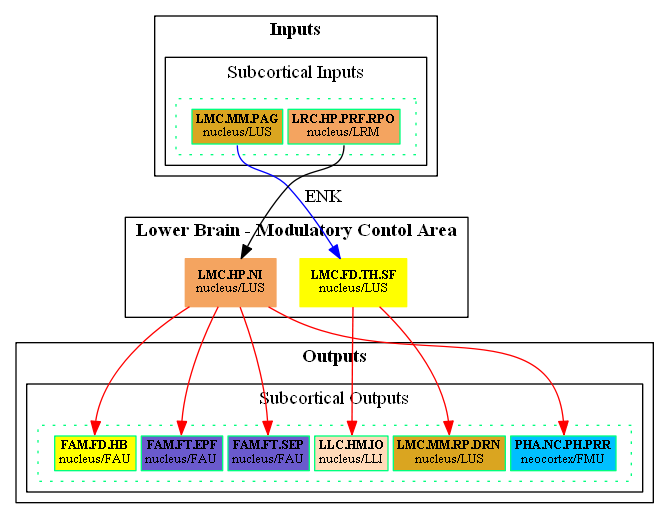 Inputs
Subcortical Inputs
LMC.MM.PAG
nucleus/LUS
LRC.HP.PRF.RPO
nucleus/LRM
ENK
Lower Brain - Modulatory Contol Area
LMC.HP.NI
nucleus/LUS
LMC.FD.TH.SF
nucleus/LUS
Outputs
Subcortical Outputs
FAM.FD.HB
nucleus/FAU
FAM.FT.EPF
nucleus/FAU
FAM.FT.SEP
nucleus/FAU
LLC.HM.IO
nucleus/LLI
LMC.MM.RP.DRN
nucleus/LUS
PHA.NC.PH.PRR
neocortex/FMU